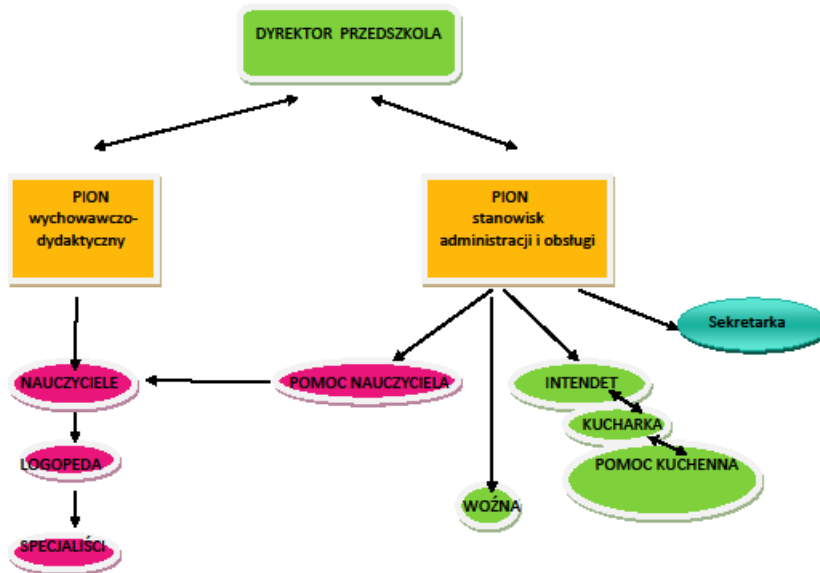 DYREKTOR PRZEDSZKOLA
PION
wychowawczo-
dydaktyczny
PION
stanowisk
administracji i obsługi
Sekretarka
NAUCZYCIELE
POMOC NAUCZYCIELA
INTENDET
KUCHARKA
LOGOPEDA
POMOC KUCHENNA
WOŹNA
SPECJALIŚCI